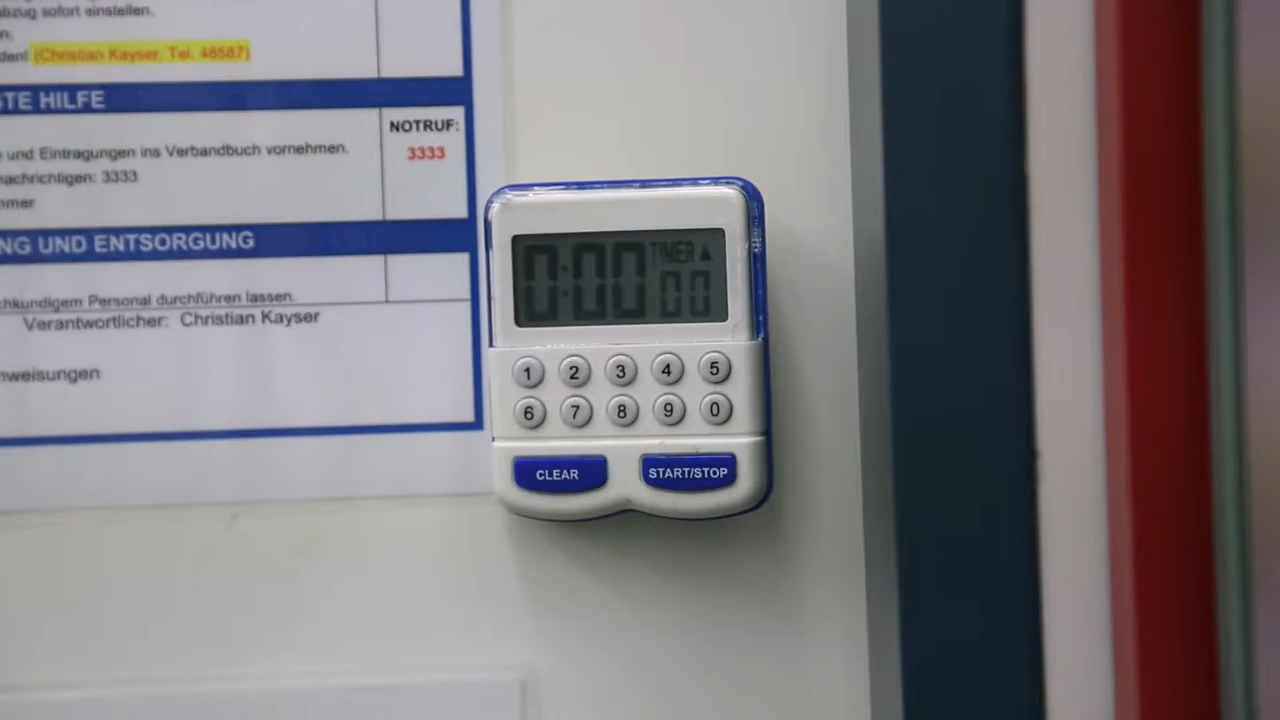 abzug sofort einstellen.
n.
den! (Christian Kayser, Tel. 48587)
STE HILFE
NOTRUF:
3333
und Eintragungen ins Verbandbuch vornehmen.
nachrichtigen: 3333
mmer
NG UND ENTSORGUNG
chkundigem Personal durchführen lassen.
Verantwortlicher: Christian Kayser
nweisungen
TIMER ▲
0:00 00
1 2 3 4 5
6 7 8 9 0
CLEAR START/STOP